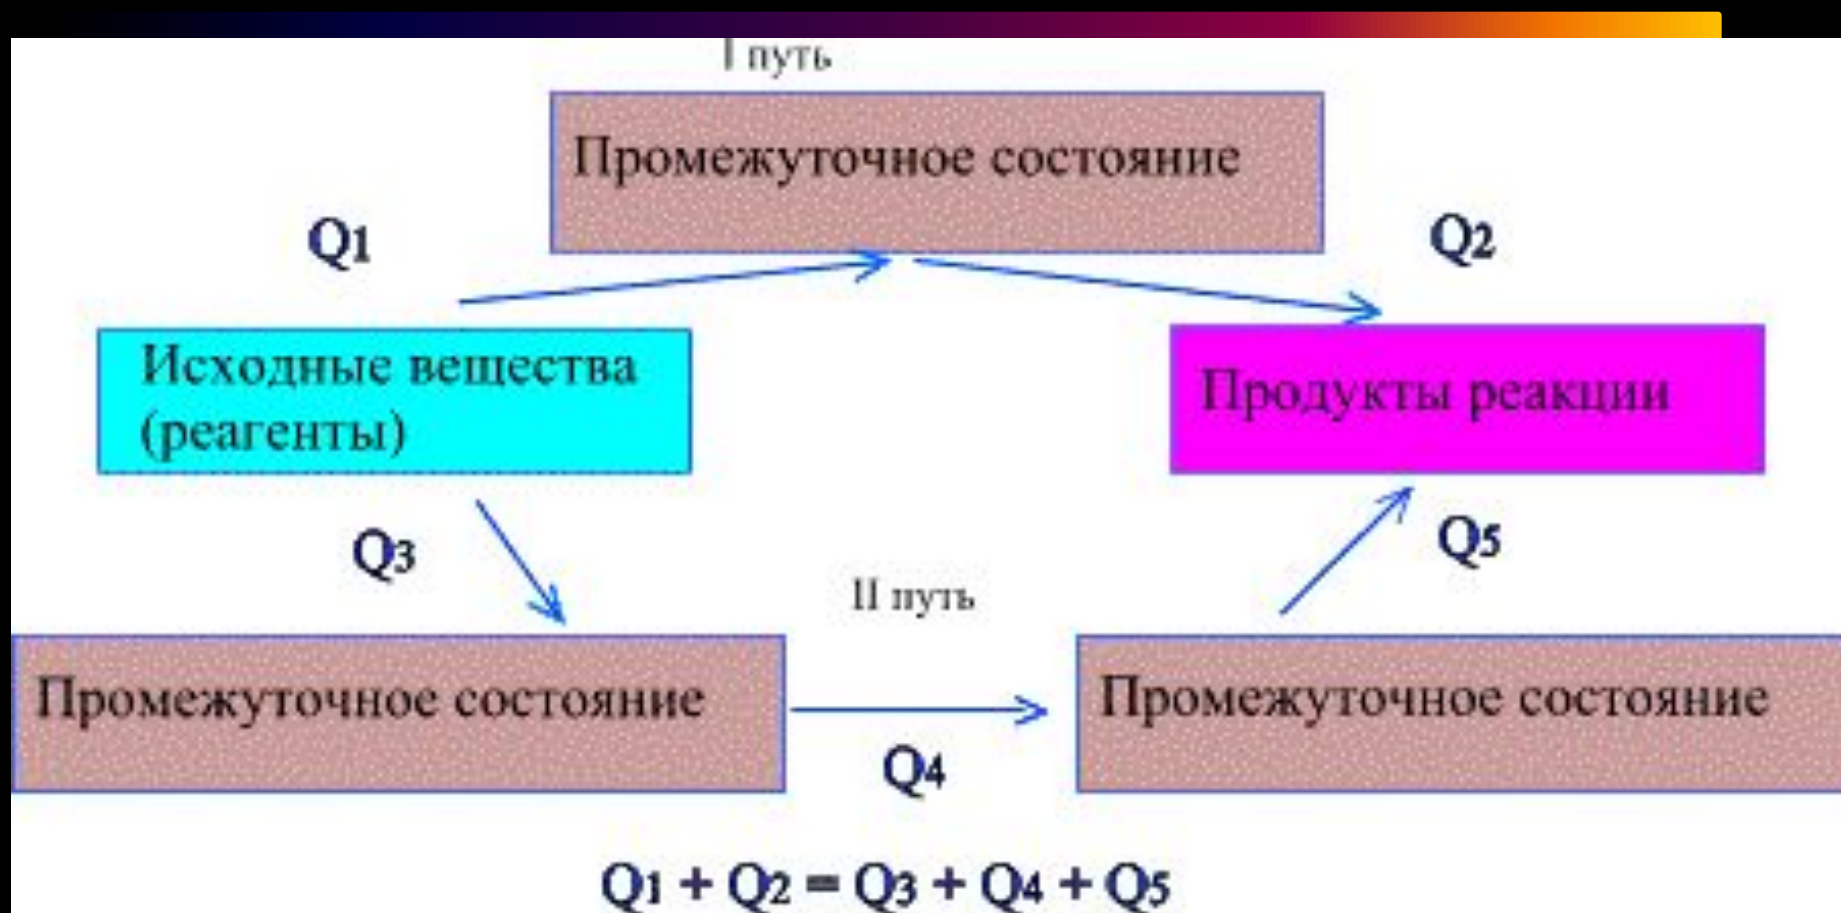 I путь
Промежуточное состояние
Q1
Q2
Исходные вещества
(реагенты)
Продукты реакции
Q3
Q5
II путь
Промежуточное состояние
Промежуточное состояние
Q4
Q1 + Q2 = Q3 + Q4 + Q5